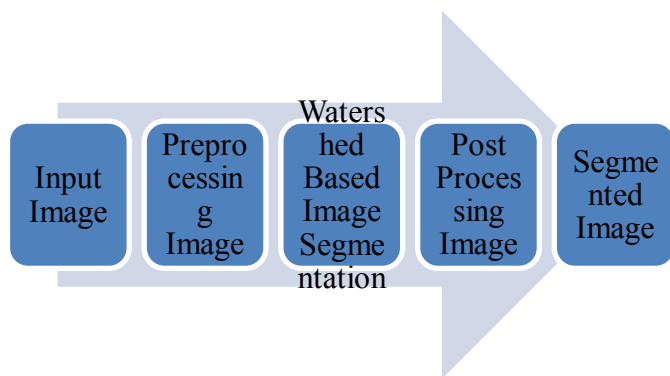 Input
Image
Prepro
cessin
g
Image
Waters
hed
Based
Image
Segme
ntation
Post
Proces
sing
Image
Segme
nted
Image